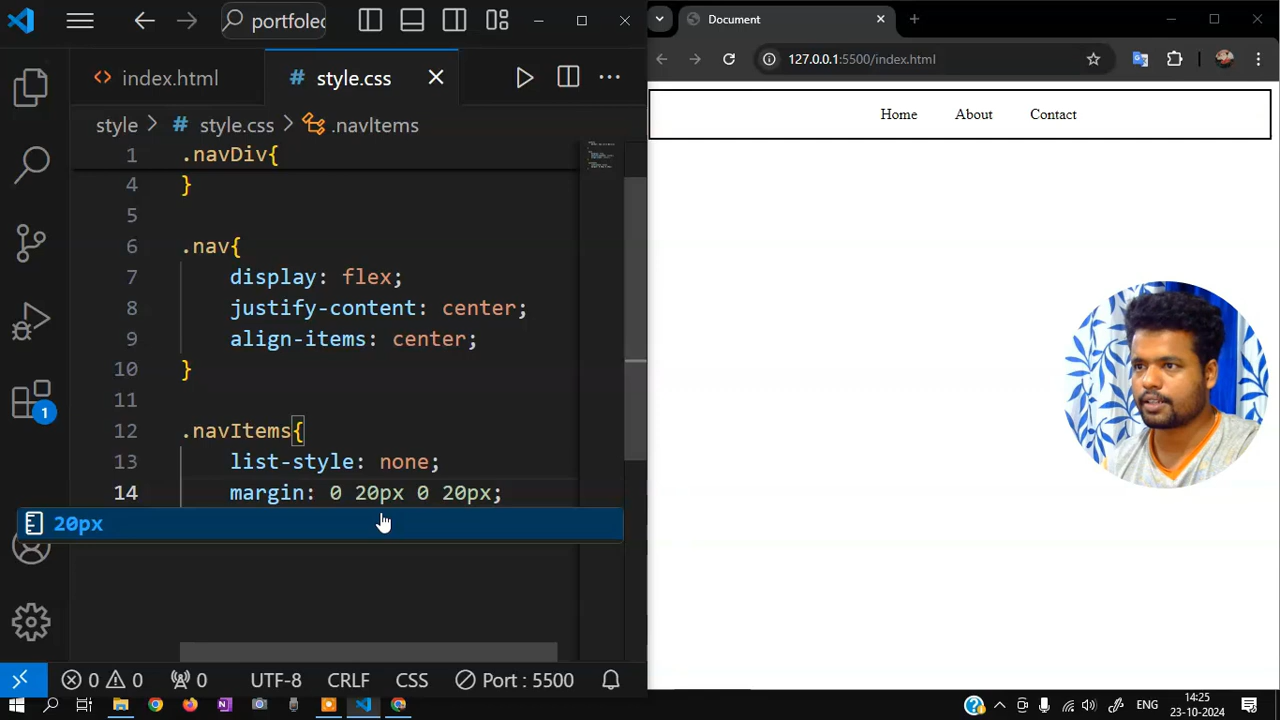 portfoleo
index.html
style.css
style > style.css > .navItems
1 .navDiv{
4 }
5
6 .nav{
7 display: flex;
8 justify-content: center;
9 align-items: center;
10 }
11
12 .navItems{
13 list-style: none;
14 margin: 0 20px 0 20px;
20px
1
0 0 0 UTF-8 CRLF CSS Port : 5500
Document
127.0.0.1:5500/index.html
Home About Contact
ENG
14:25
23-10-2024